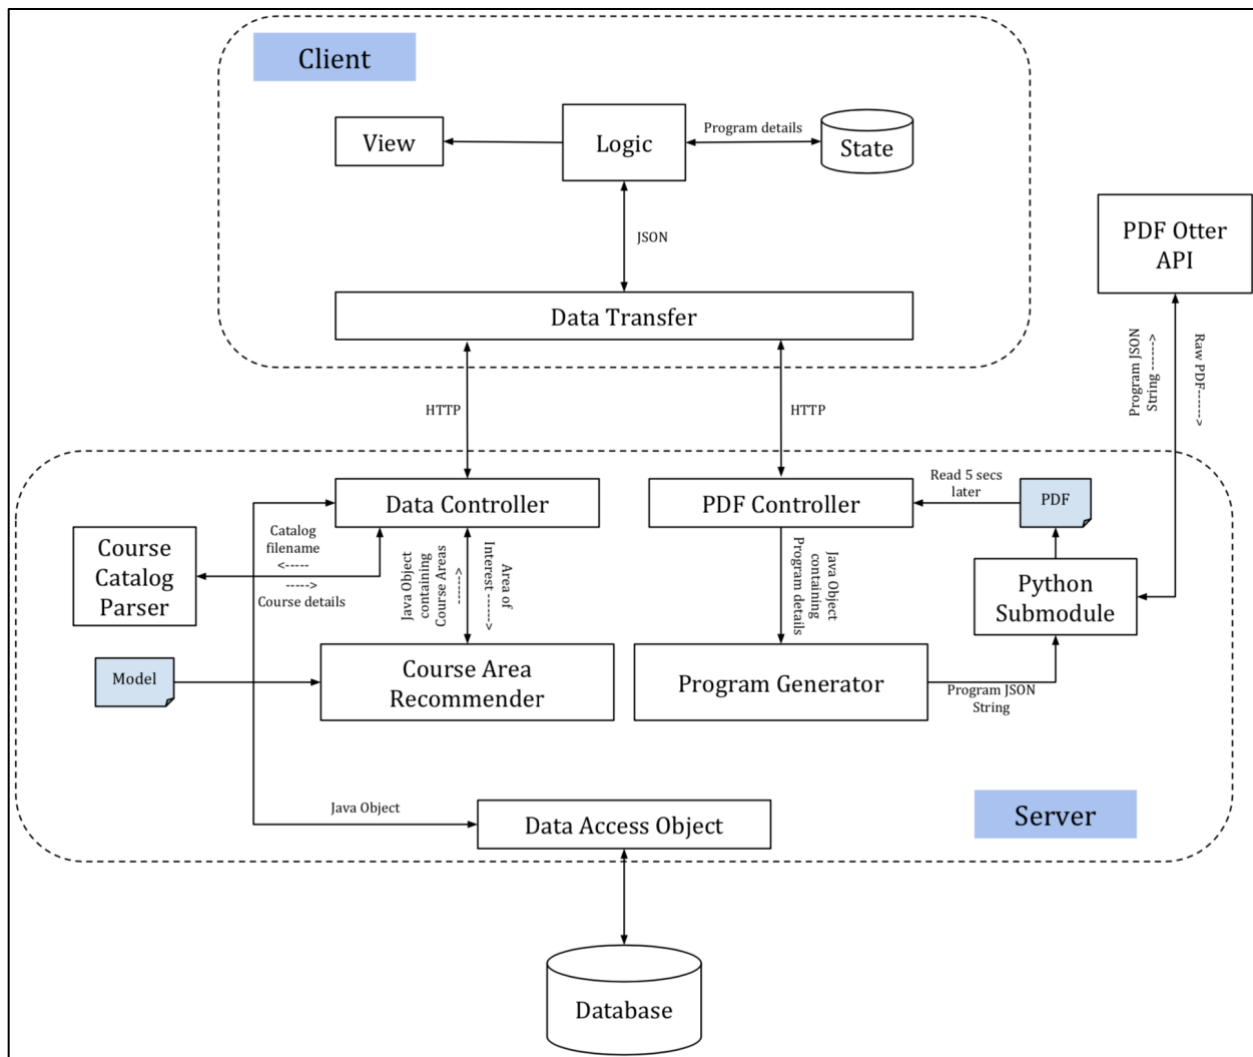 Client
View
Logic
Program details
State
JSON
Data Transfer
PDF Otter
API
HTTP
HTTP
Program JSON
String ------>
Raw PDF------>
Data Controller
PDF Controller
Read 5 secs
later
PDF
Course
Catalog
Parser
Catalog
filename
<-----
----->
Course details
Java Object
containing
Course Areas
<-----
Area of
Interest ------>
Java Object
containing
Program details
Python
Submodule
Model
Course Area
Recommender
Program Generator
Program JSON
String
Java Object
Data Access Object
Server
Database